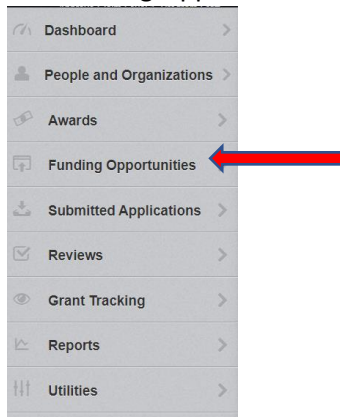 Dashboard
People and Organizations
Awards
Funding Opportunities
Submitted Applications
Reviews
Grant Tracking
Reports
Utilities